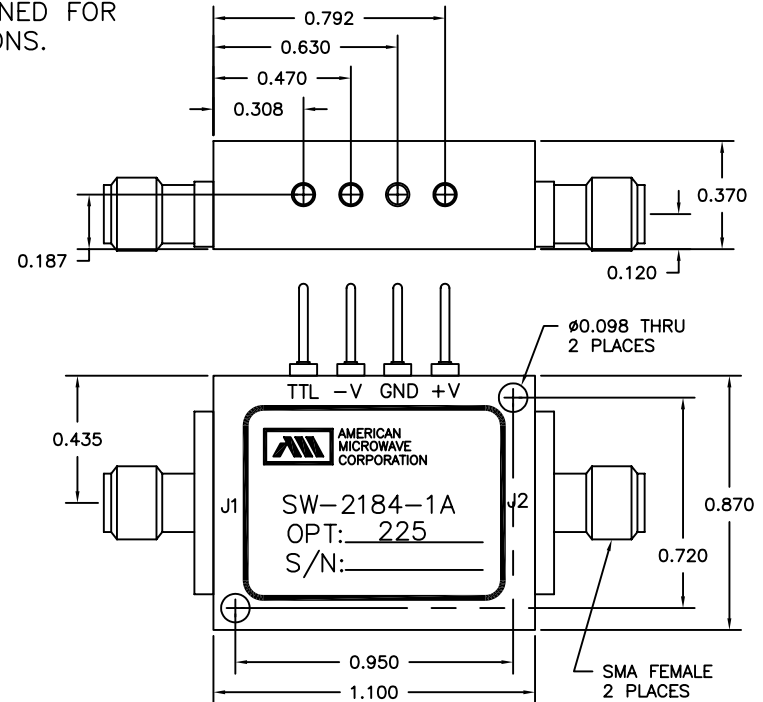 NED FOR
ONS.
0.792
0.630
0.470
0.308
0.370
0.187
0.120
ø0.098 THRU
2 PLACES
TTL -V GND +V
0.435
AMERICAN
MICROWAVE
CORPORATION
J1
J2
SW-2184-1A
OPT: 225
S/N:
0.870
0.720
0.950
1.100
SMA FEMALE
2 PLACES